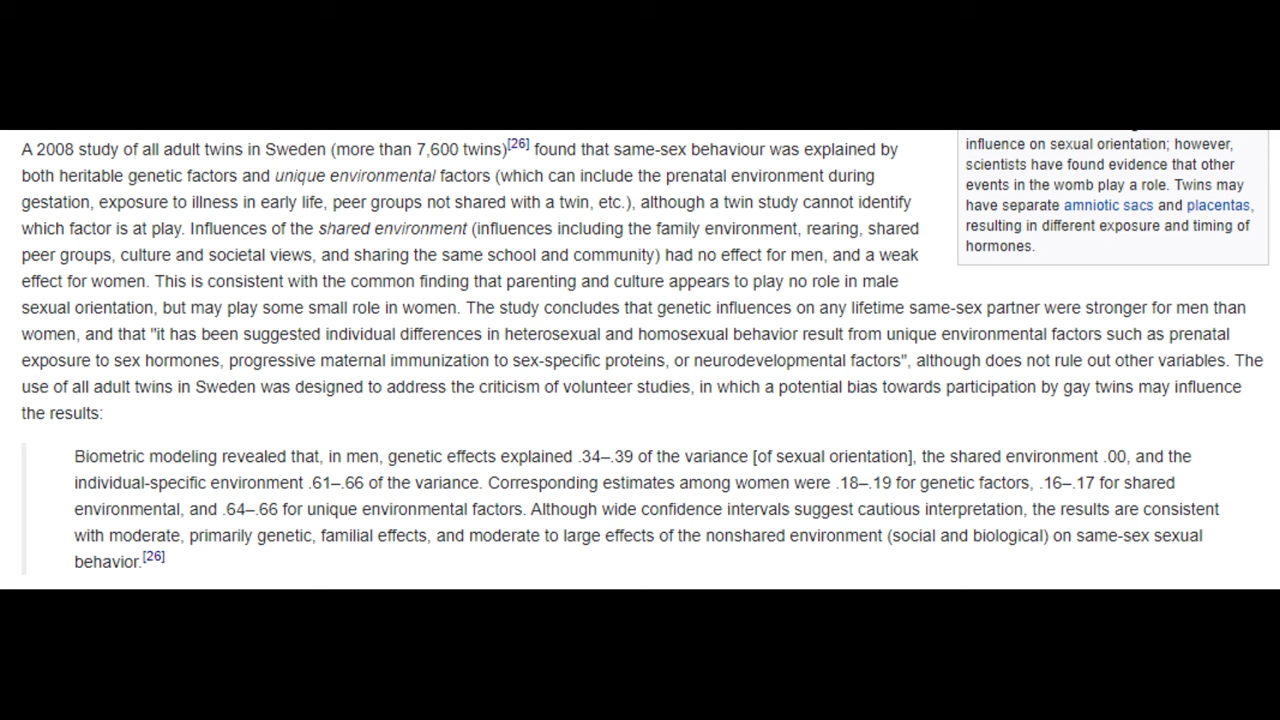 A 2008 study of all adult twins in Sweden (more than 7,600 twins)[26] found that same-sex behaviour was explained by
both heritable genetic factors and unique environmental factors (which can include the prenatal environment during
gestation, exposure to illness in early life, peer groups not shared with a twin, etc.), although a twin study cannot identify
which factor is at play. Influences of the shared environment (influences including the family environment, rearing, shared
peer groups, culture and societal views, and sharing the same school and community) had no effect for men, and a weak
effect for women. This is consistent with the common finding that parenting and culture appears to play no role in male
sexual orientation, but may play some small role in women. The study concludes that genetic influences on any lifetime same-sex partner were stronger for men than
women, and that "it has been suggested individual differences in heterosexual and homosexual behavior result from unique environmental factors such as prenatal
exposure to sex hormones, progressive maternal immunization to sex-specific proteins, or neurodevelopmental factors", although does not rule out other variables. The
use of all adult twins in Sweden was designed to address the criticism of volunteer studies, in which a potential bias towards participation by gay twins may influence
the results:
Biometric modeling revealed that, in men, genetic effects explained .34–.39 of the variance [of sexual orientation], the shared environment .00, and the
individual-specific environment .61–.66 of the variance. Corresponding estimates among women were .18–.19 for genetic factors, .16–.17 for shared
environmental, and .64–.66 for unique environmental factors. Although wide confidence intervals suggest cautious interpretation, the results are consistent
with moderate, primarily genetic, familial effects, and moderate to large effects of the nonshared environment (social and biological) on same-sex sexual
behavior.[26]
influence on sexual orientation; however,
scientists have found evidence that other
events in the womb play a role. Twins may
have separate amniotic sacs and placentas,
resulting in different exposure and timing of
hormones.